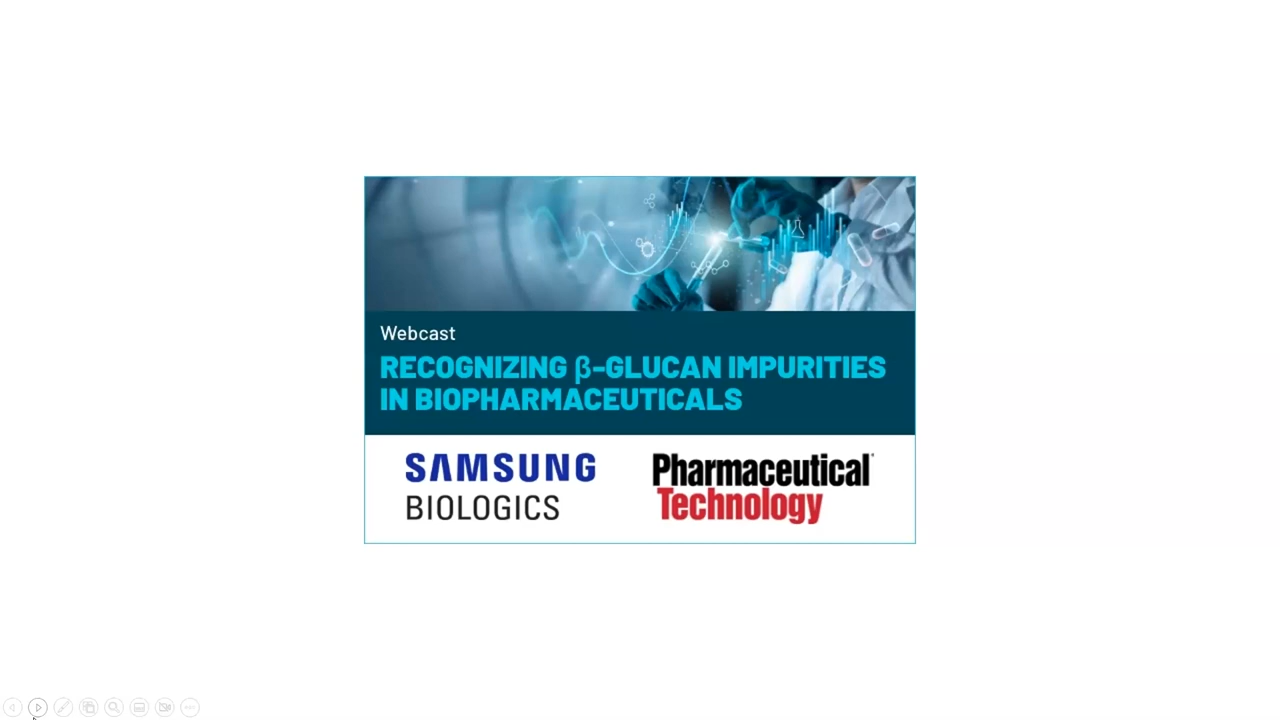 Webcast
RECOGNIZING β-GLUCAN IMPURITIES
IN BIOPHARMACEUTICALS
SAMSUNG
BIOLOGICS
Pharmaceutical
Technology